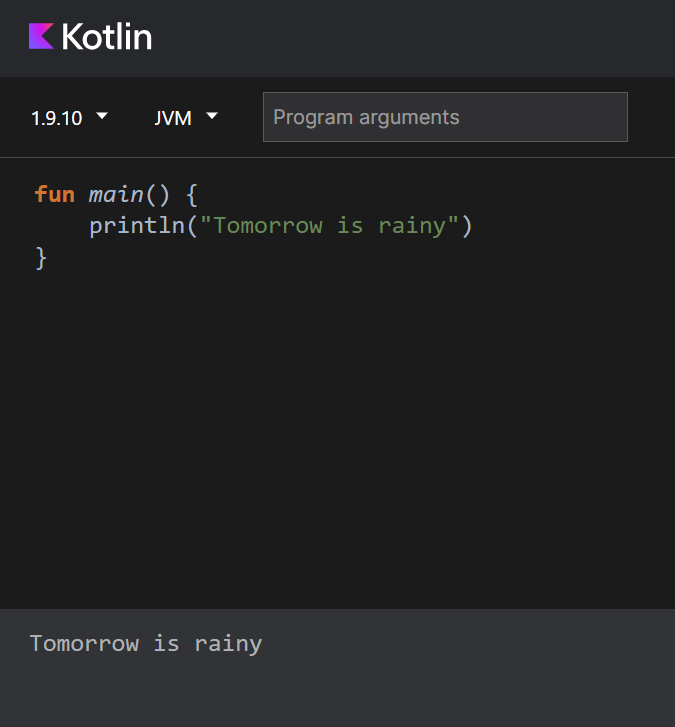 Kotlin
1.9.10 JVM Program arguments
fun main() {
    println("Tomorrow is rainy")
}
Tomorrow is rainy